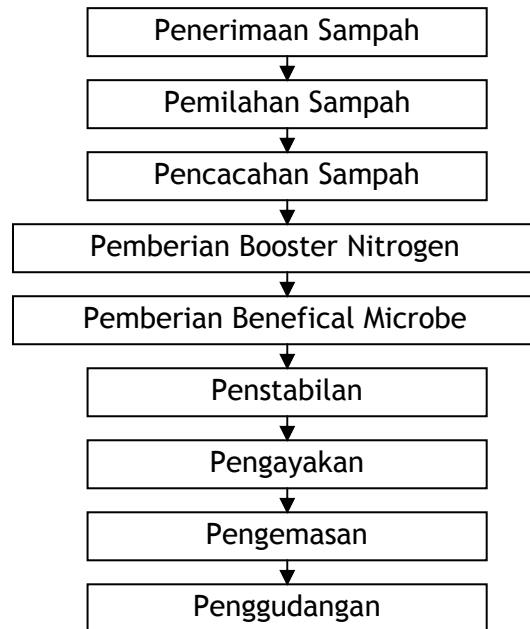 Penerimaan Sampah
Pemilahan Sampah
Pencacahan Sampah
Pemberian Booster Nitrogen
Pemberian Benefical Microbe
Penstabilan
Pengayakan
Pengemasan
Penggudangan